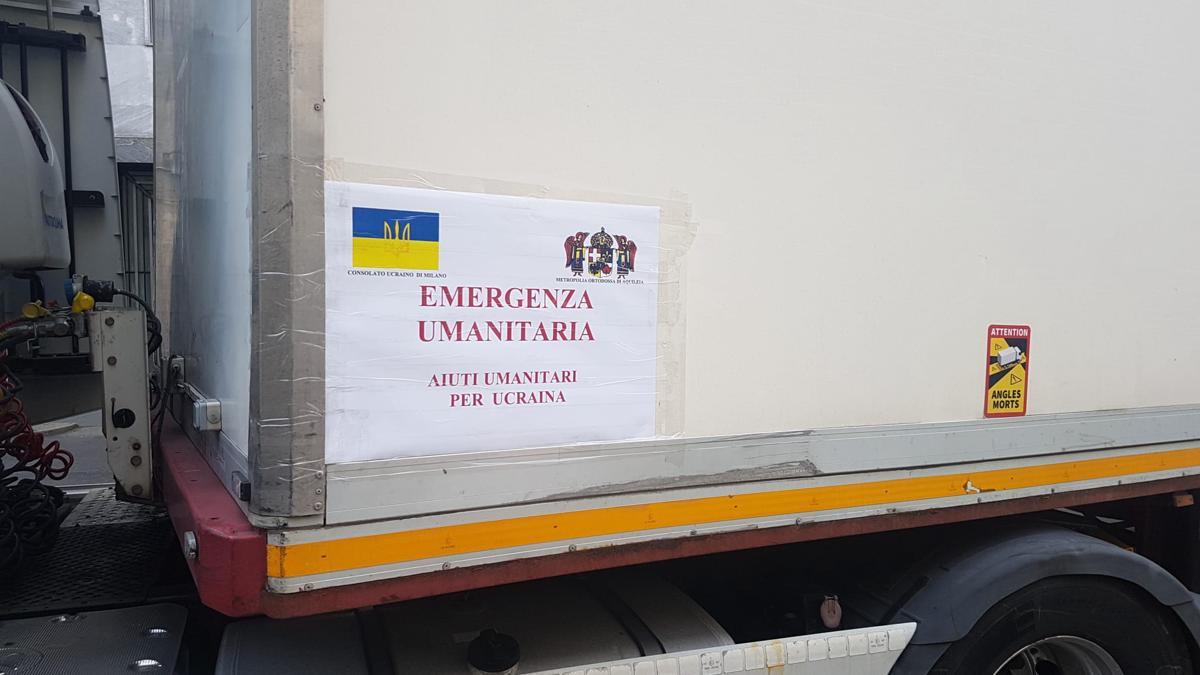 CONSOLATO UCRAINO DI MILANO
METROPOLIA ORTODOSSA DI AQUILEIA
EMERGENZA
UMANITARIA
AIUTI UMANITARI
PER UCRAINA
ATTENTION
ANGLES
MORTS